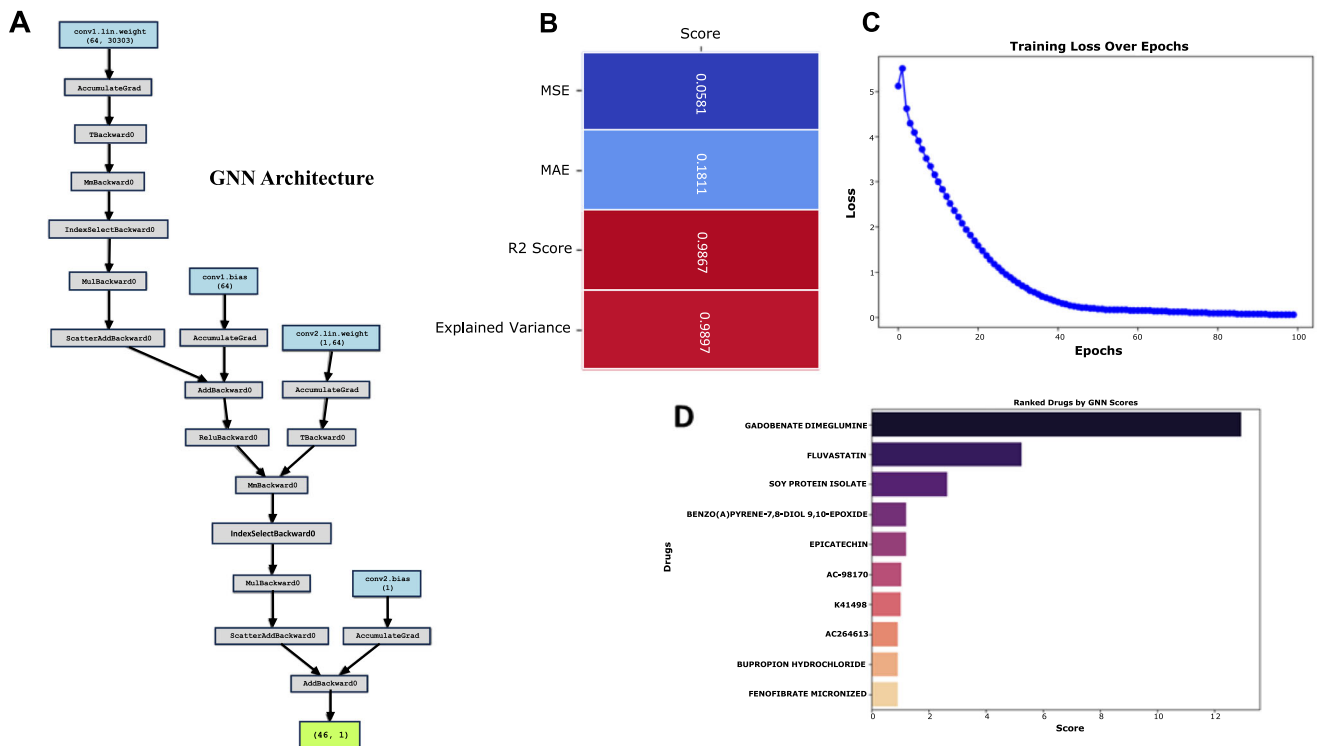 A
conv1.lin.weight
(64, 30303)
AccumulateGrad
TBackward0
MmBackward0
GNN Architecture
IndexSelectBackward0
MulBackward0
conv1.bias
(64)
ScatterAddBackward0
AccumulateGrad
conv2.lin.weight
(1,64)
AddBackward0
AccumulateGrad
ReluBackward0
TBackward0
MmBackward0
IndexSelectBackward0
MulBackward0
conv2.bias
(1)
ScatterAddBackward0
AccumulateGrad
AddBackward0
(46, 1)
B
Score
MSE
0.0581
MAE
0.1811
R2 Score
0.9867
Explained Variance
0.9897
C
Training Loss Over Epochs
Loss
5
4
3
2
1
0
0 20 40 60 80 100
Epochs
D
Ranked Drugs by GNN Scores
Drugs
GADOBENATE DIMEGLUMINE
FLUVASTATIN
SOY PROTEIN ISOLATE
BENZO(A)PYRENE-7,8-DIOL 9,10-EPOXIDE
EPICATECHIN
AC-98170
K41498
AC264613
BUPROPION HYDROCHLORIDE
FENOFIBRATE MICRONIZED
0 2 4 6 8 10 12
Score